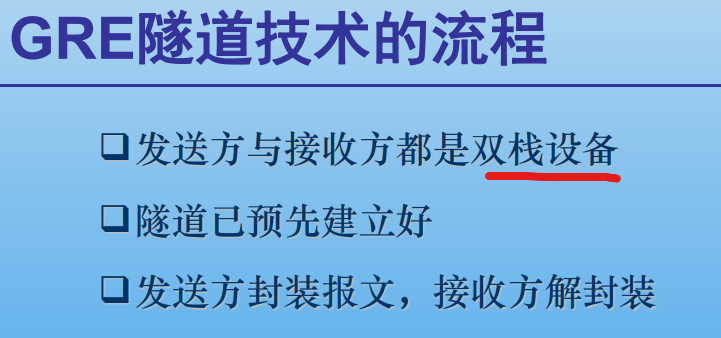 GRE隧道技术的流程
发送方与接收方都是双栈设备
隧道已预先建立好
发送方封装报文，接收方解封装